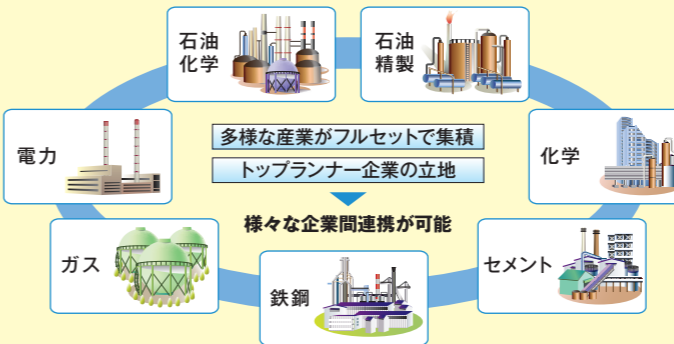 石油
化学
石油
精製
電力
多様な産業がフルセットで集積
トップランナー企業の立地
化学
様々な企業間連携が可能
ガス
セメント
鉄鋼